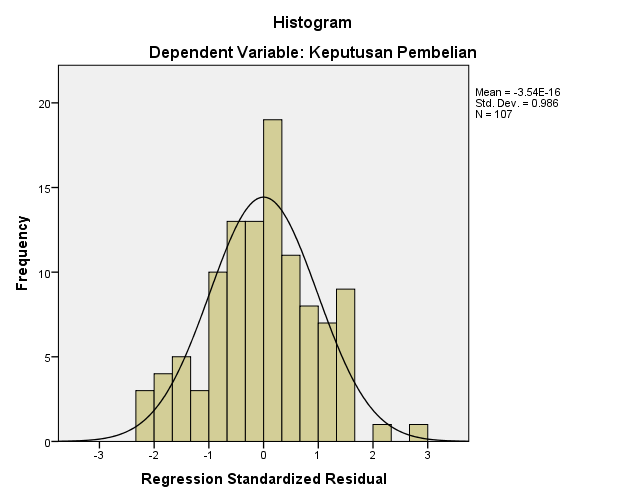 Histogram
Dependent Variable: Keputusan Pembelian
Mean = -3.54E-16
Std. Dev. = 0.986
N = 107
Frequency
20
15
10
5
0
-3 -2 -1 0 1 2 3
Regression Standardized Residual